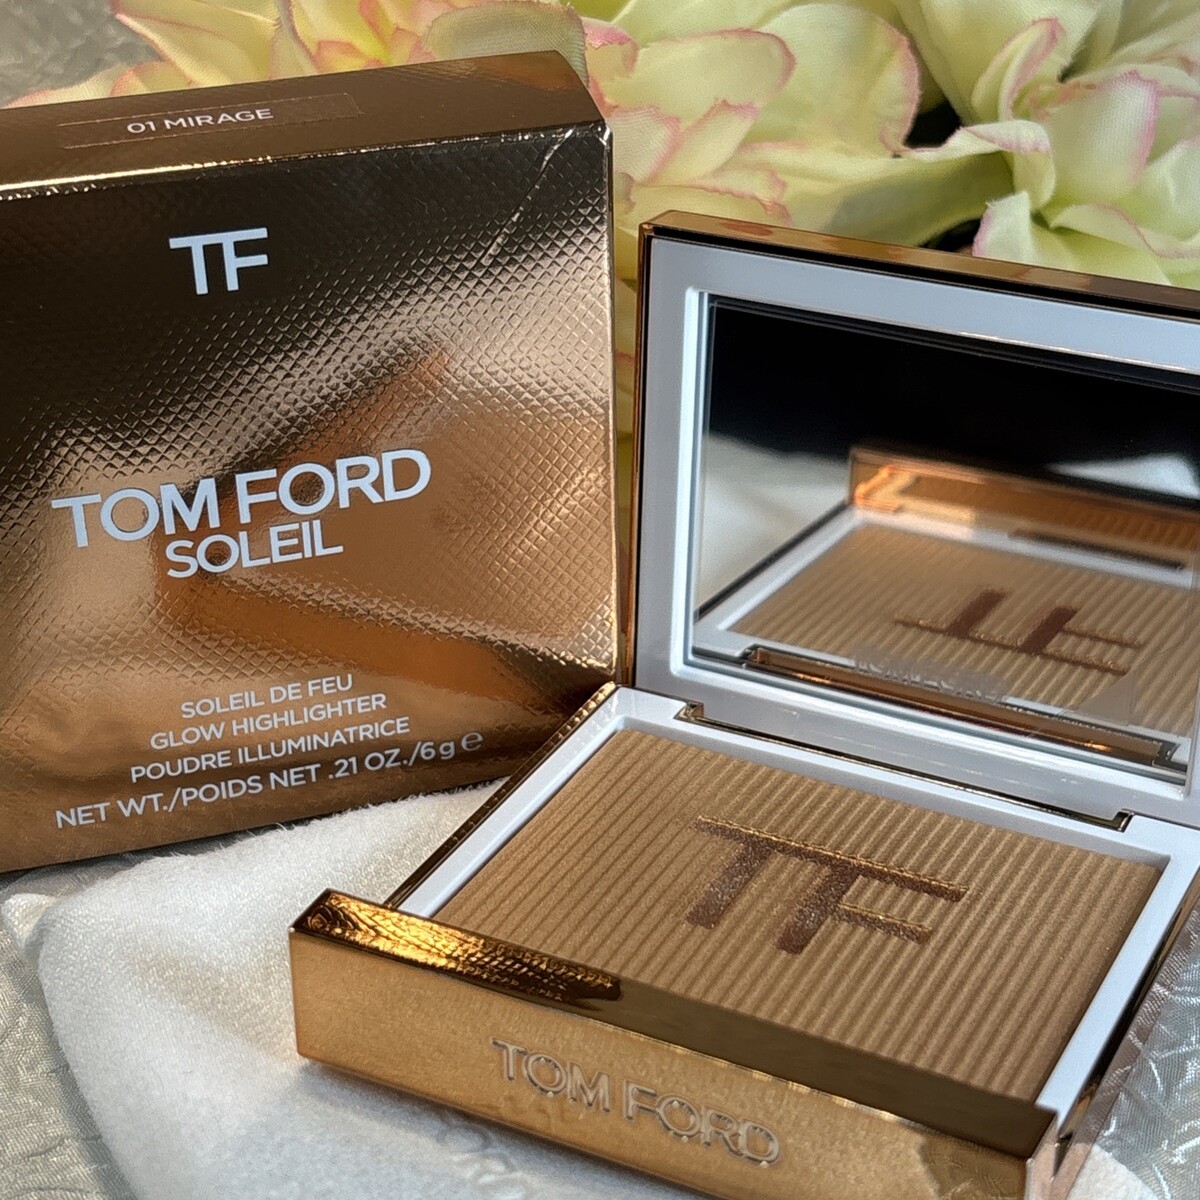 01 MIRAGE
TF
TOM FORD
SOLEIL
SOLEIL DE FEU
GLOW HIGHLIGHTER
POUDRE ILLUMINATRICE
NET WT./POIDS NET .21 OZ./6 g ℮
TF
TOM FORD